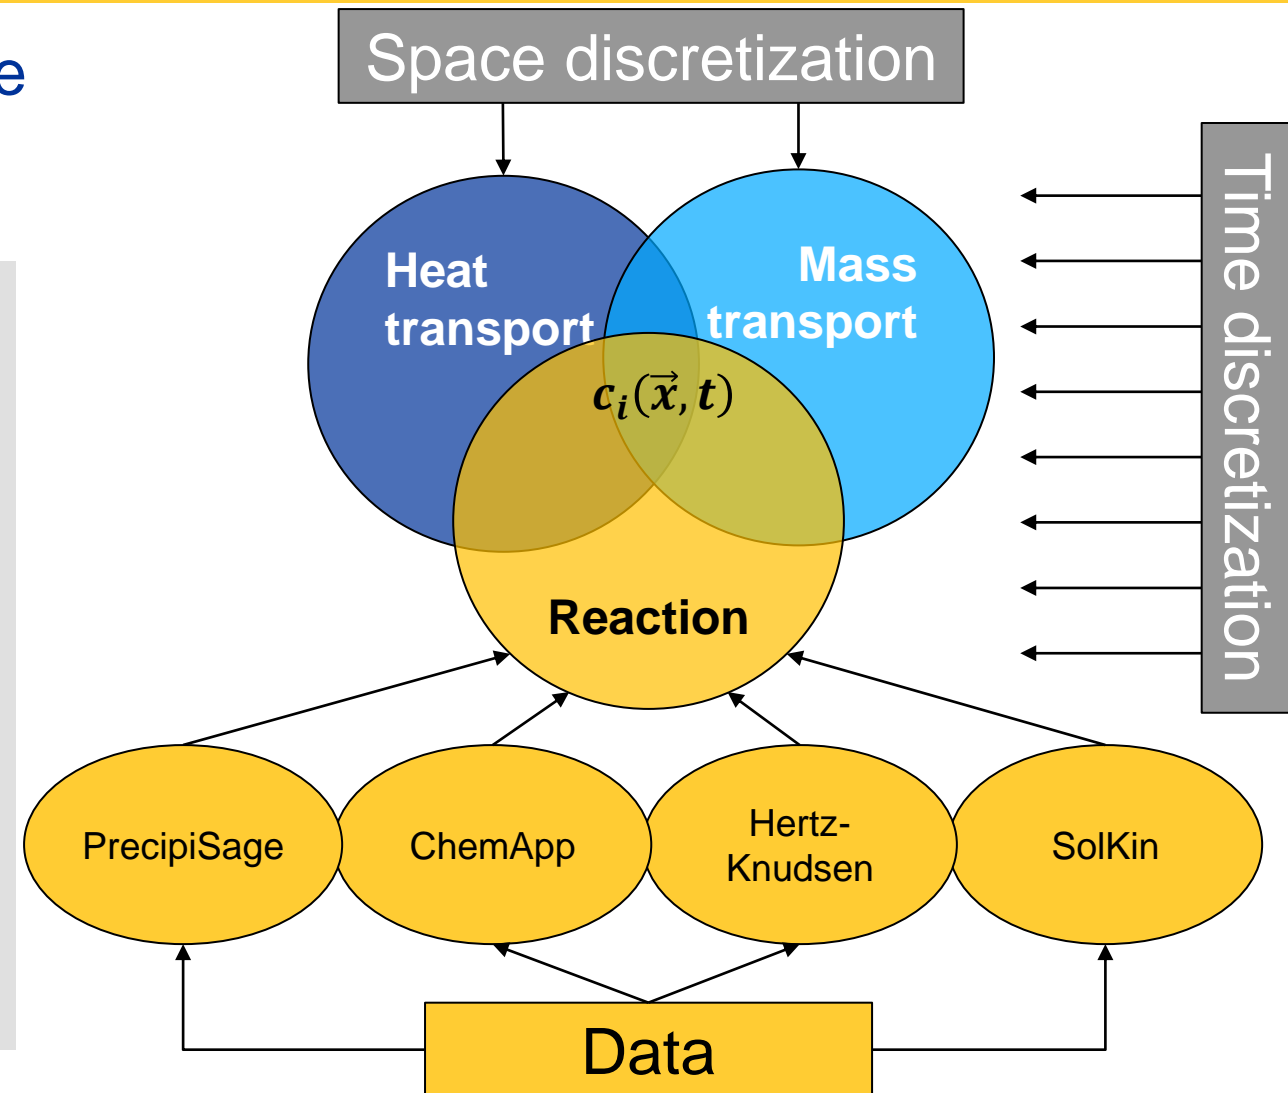 e
Space discretization
Time discretization
Heat
transport
Mass
transport
c_i(x⃗, t)
Reaction
PrecipiSage
ChemApp
Hertz-
Knudsen
SolKin
Data